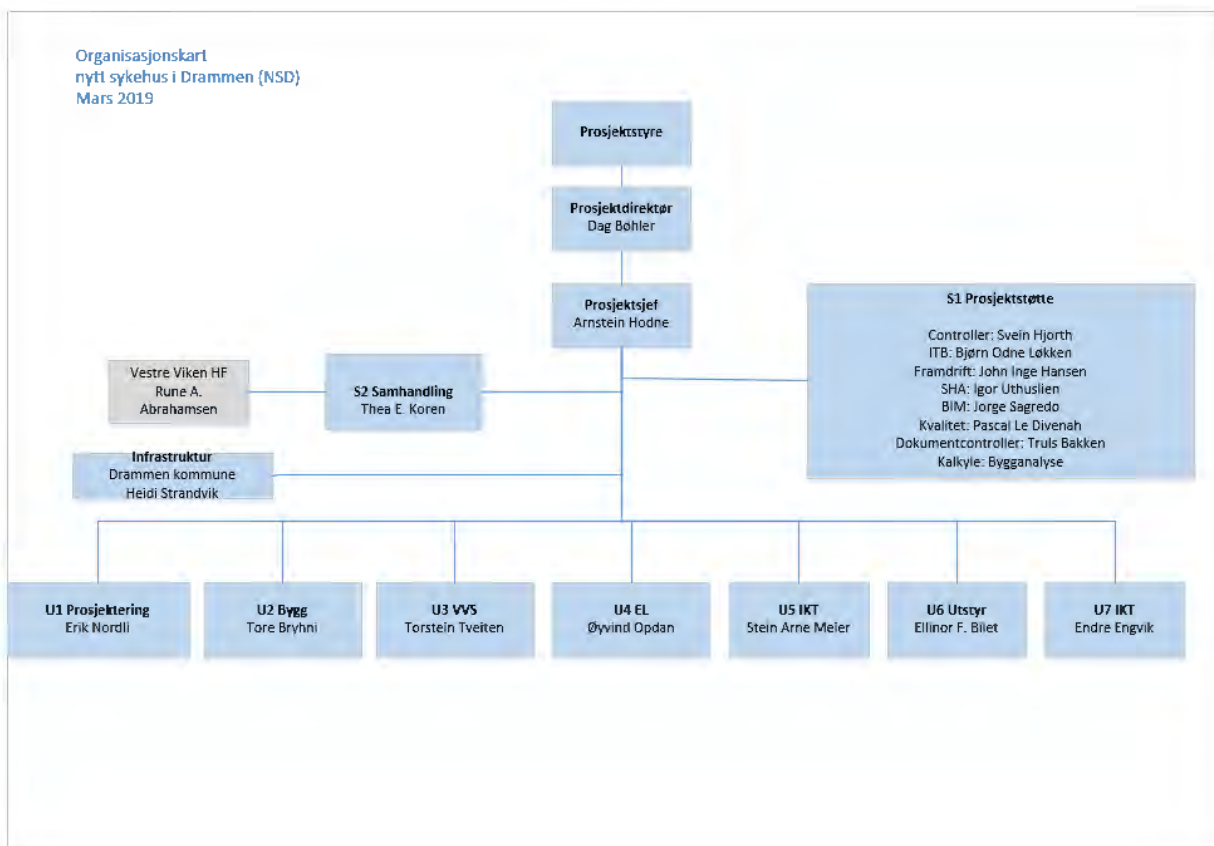 Organisasjonskart
nytt sykehus i Drammen (NSD)
Mars 2019
Prosjektstyre
Prosjektdirektør
Dag Bøhler
Prosjektsjef
Arnstein Hodne
S1 Prosjektstøtte
Controller: Svein Hjorth
ITB: Bjørn Odne Løkken
Framdrift: John Inge Hansen
SHA: Igor Uthuslien
BIM: Jorge Sagredo
Kvalitet: Pascal Le Divenah
Dokumentcontroller: Truls Bakken
Kalkyle: Bygganalyse
Vestre Viken HF
Rune A.
Abrahamsen
S2 Samhandling
Thea E. Koren
Infrastruktur
Drammen kommune
Heidi Strandvik
U1 Prosjektering
Erik Nordli
U2 Bygg
Tore Bryhni
U3 VVS
Torstein Tveiten
U4 EL
Øyvind Opdan
U5 IKT
Stein Arne Meier
U6 Utstyr
Ellinor F. Bilet
U7 IKT
Endre Engvik